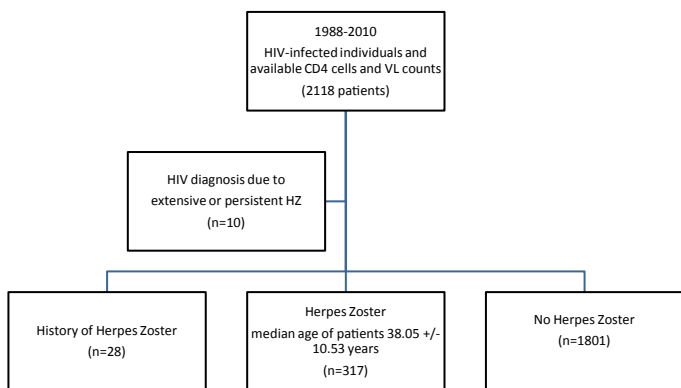 1988-2010
HIV-infected individuals and
available CD4 cells and VL counts
(2118 patients)
HIV diagnosis due to
extensive or persistent HZ
(n=10)
History of Herpes Zoster
(n=28)
Herpes Zoster
median age of patients 38.05 +/-
10.53 years
(n=317)
No Herpes Zoster
(n=1801)